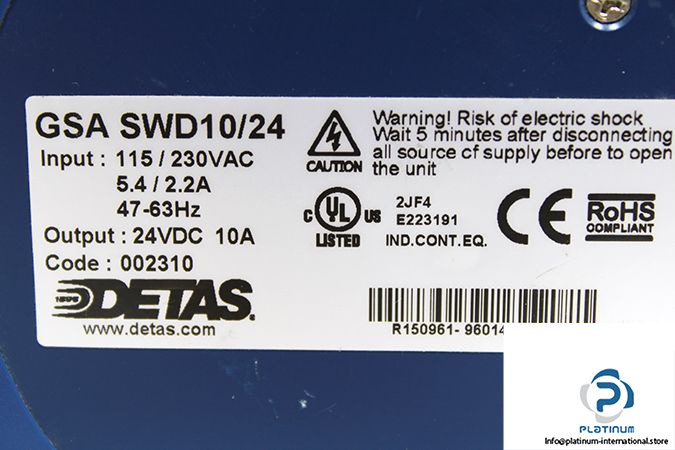 GSA SWD10/24
Input : 115 / 230VAC
5.4 / 2.2A
47-63Hz
Output : 24VDC 10A
Code : 002310
NIPPO DETAS.
www.detas.com
CAUTION
Warning! Risk of electric shock
Wait 5 minutes after disconnecting
all source of supply before to open
the unit
C UL US
LISTED
2JF4
E223191
IND.CONT.EQ.
CE
RoHS
COMPLIANT
R150961- 96014
PLATINUM
Info@platinum-international.store